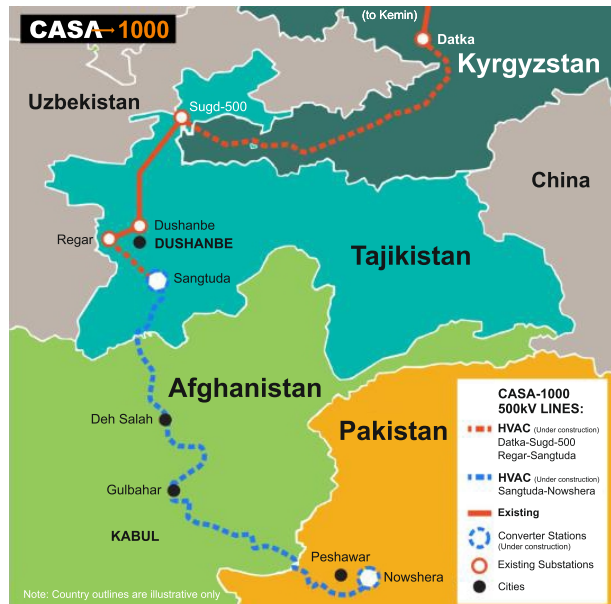 CASA→1000
(to Kemin)
Datka
Kyrgyzstan
Uzbekistan
Sugd-500
China
Dushanbe
Regar
DUSHANBE
Tajikistan
Sangtuda
Afghanistan
Deh Salah
Pakistan
Gulbahar
KABUL
Peshawar
Nowshera
Note: Country outlines are illustrative only
CASA-1000
500kV LINES:
HVAC (Under construction)
Datka-Sugd-500
Regar-Sangtuda
HVAC (Under construction)
Sangtuda-Nowshera
Existing
Converter Stations
(Under construction)
Existing Substations
Cities